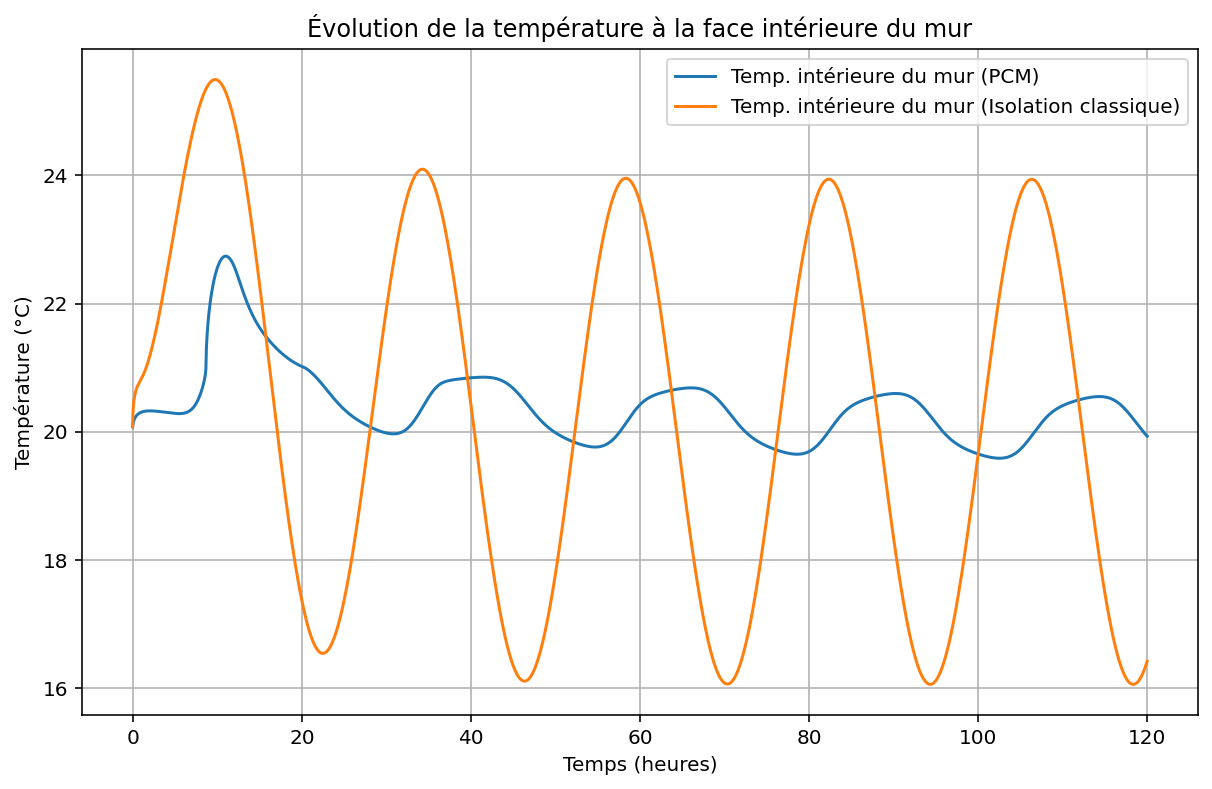 Évolution de la température à la face intérieure du mur
Temp. intérieure du mur (PCM)
Temp. intérieure du mur (Isolation classique)
Température (°C)
24
22
20
18
16
0 20 40 60 80 100 120
Temps (heures)